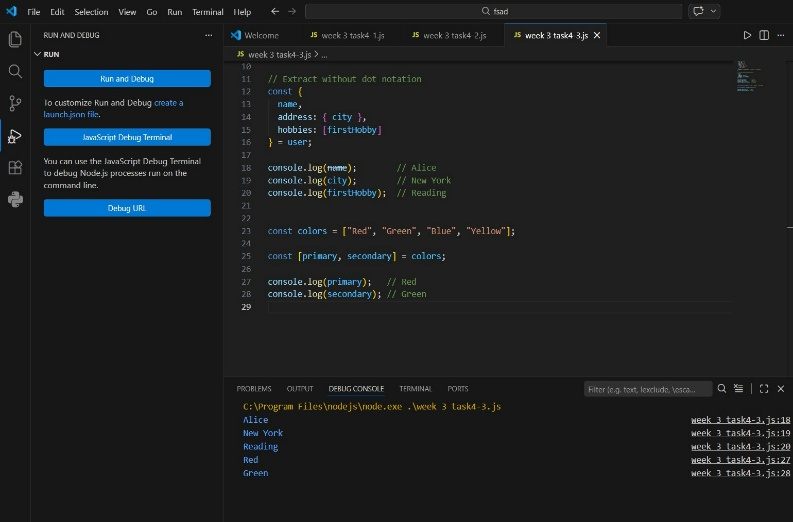 File Edit Selection View Go Run Terminal Help
fsad
RUN AND DEBUG
RUN
Run and Debug
To customize Run and Debug create a
launch.json file.
JavaScript Debug Terminal
You can use the JavaScript Debug Terminal
to debug Node.js processes run on the
command line.
Debug URL
Welcome JS week 3 task4-1.js JS week 3 task4-2.js JS week 3 task4-3.js
JS week 3 task4-3.js > ...
10
11 // Extract without dot notation
12 const {
13 name,
14 address: { city },
15 hobbies: [firstHobby]
16 } = user;
17
18 console.log(name); // Alice
19 console.log(city); // New York
20 console.log(firstHobby); // Reading
21
22
23 const colors = ["Red", "Green", "Blue", "Yellow"];
24
25 const [primary, secondary] = colors;
26
27 console.log(primary); // Red
28 console.log(secondary); // Green
29
PROBLEMS OUTPUT DEBUG CONSOLE TERMINAL PORTS Filter (e.g. text, !exclude, \esca...
C:\Program Files\nodejs\node.exe .\week 3 task4-3.js
Alice week 3 task4-3.js:18
New York week 3 task4-3.js:19
Reading week 3 task4-3.js:20
Red week 3 task4-3.js:27
Green week 3 task4-3.js:28